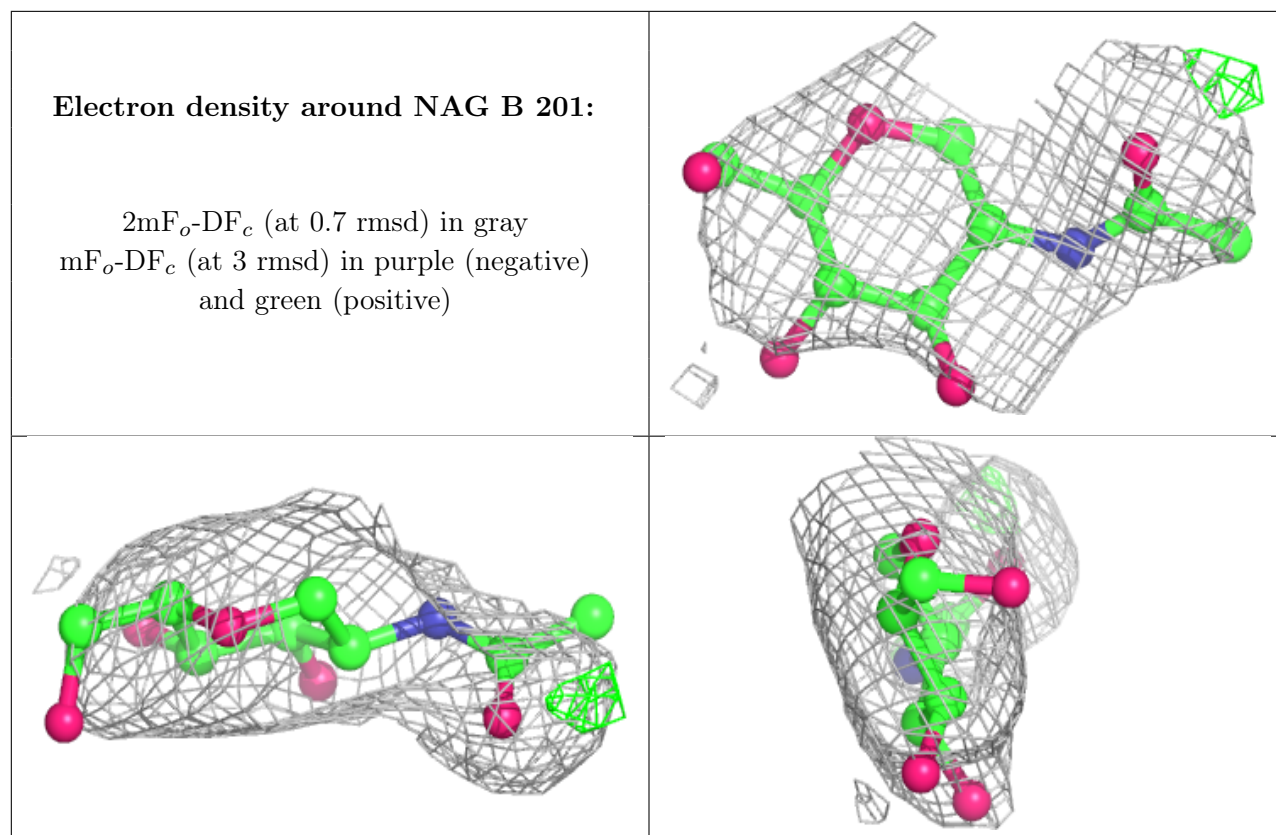 Electron density around NAG B 201:
2mFo-DFc (at 0.7 rmsd) in gray
mFo-DFc (at 3 rmsd) in purple (negative)
and green (positive)